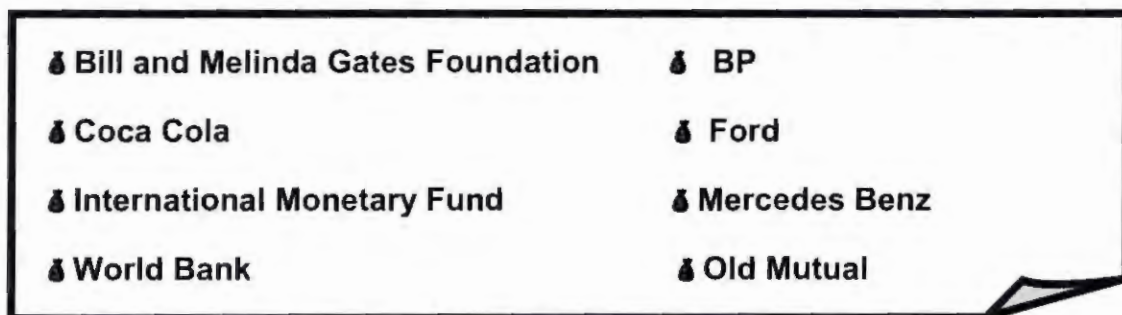 Bill and Melinda Gates Foundation
BP
Coca Cola
Ford
International Monetary Fund
Mercedes Benz
World Bank
Old Mutual